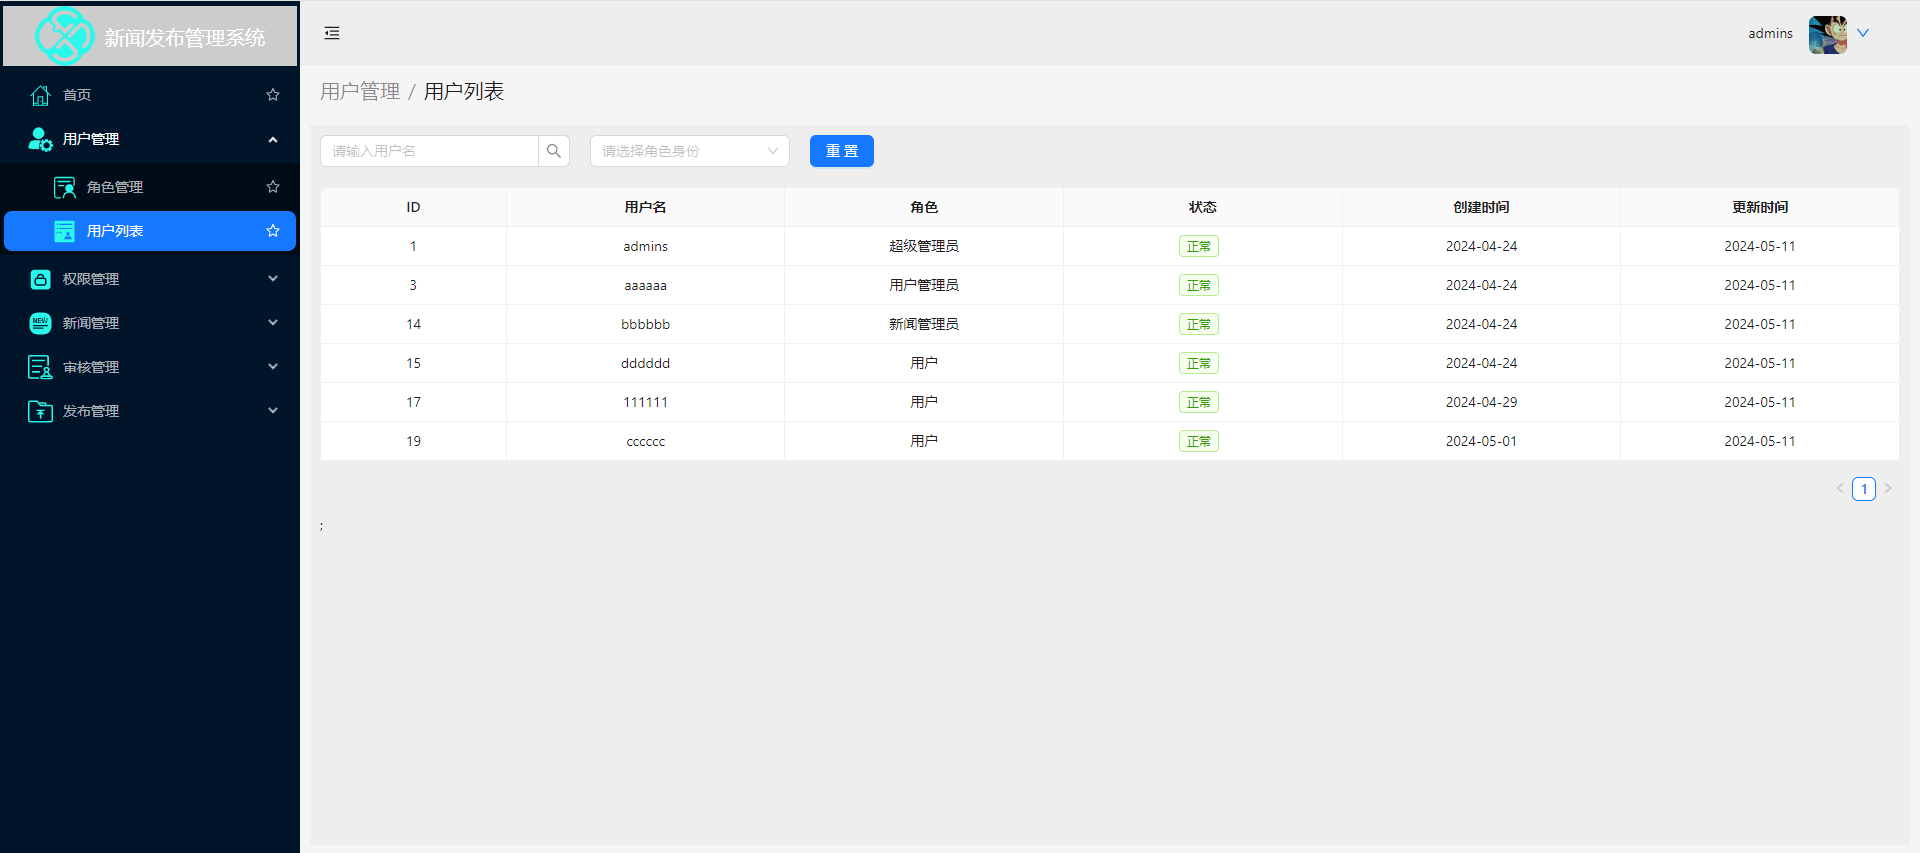 新闻发布管理系统
admins
首页
用户管理
角色管理
用户列表
权限管理
新闻管理
审核管理
发布管理
用户管理 / 用户列表
请输入用户名 请选择角色身份 重 置
ID 用户名 角色 状态 创建时间 更新时间
1 admins 超级管理员 正常 2024-04-24 2024-05-11
3 aaaaaa 用户管理员 正常 2024-04-24 2024-05-11
14 bbbbbb 新闻管理员 正常 2024-04-24 2024-05-11
15 dddddd 用户 正常 2024-04-24 2024-05-11
17 111111 用户 正常 2024-04-29 2024-05-11
19 cccccc 用户 正常 2024-05-01 2024-05-11
< 1 >
;